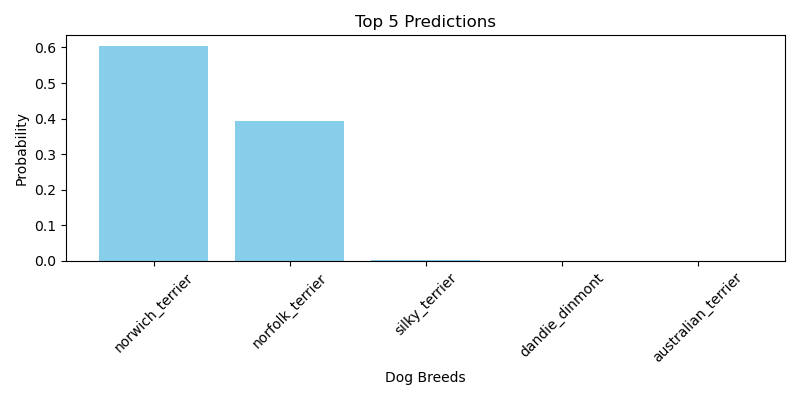 Top 5 Predictions
Probability
0.6
0.5
0.4
0.3
0.2
0.1
0.0
norwich_terrier
norfolk_terrier
silky_terrier
dandie_dinmont
australian_terrier
Dog Breeds